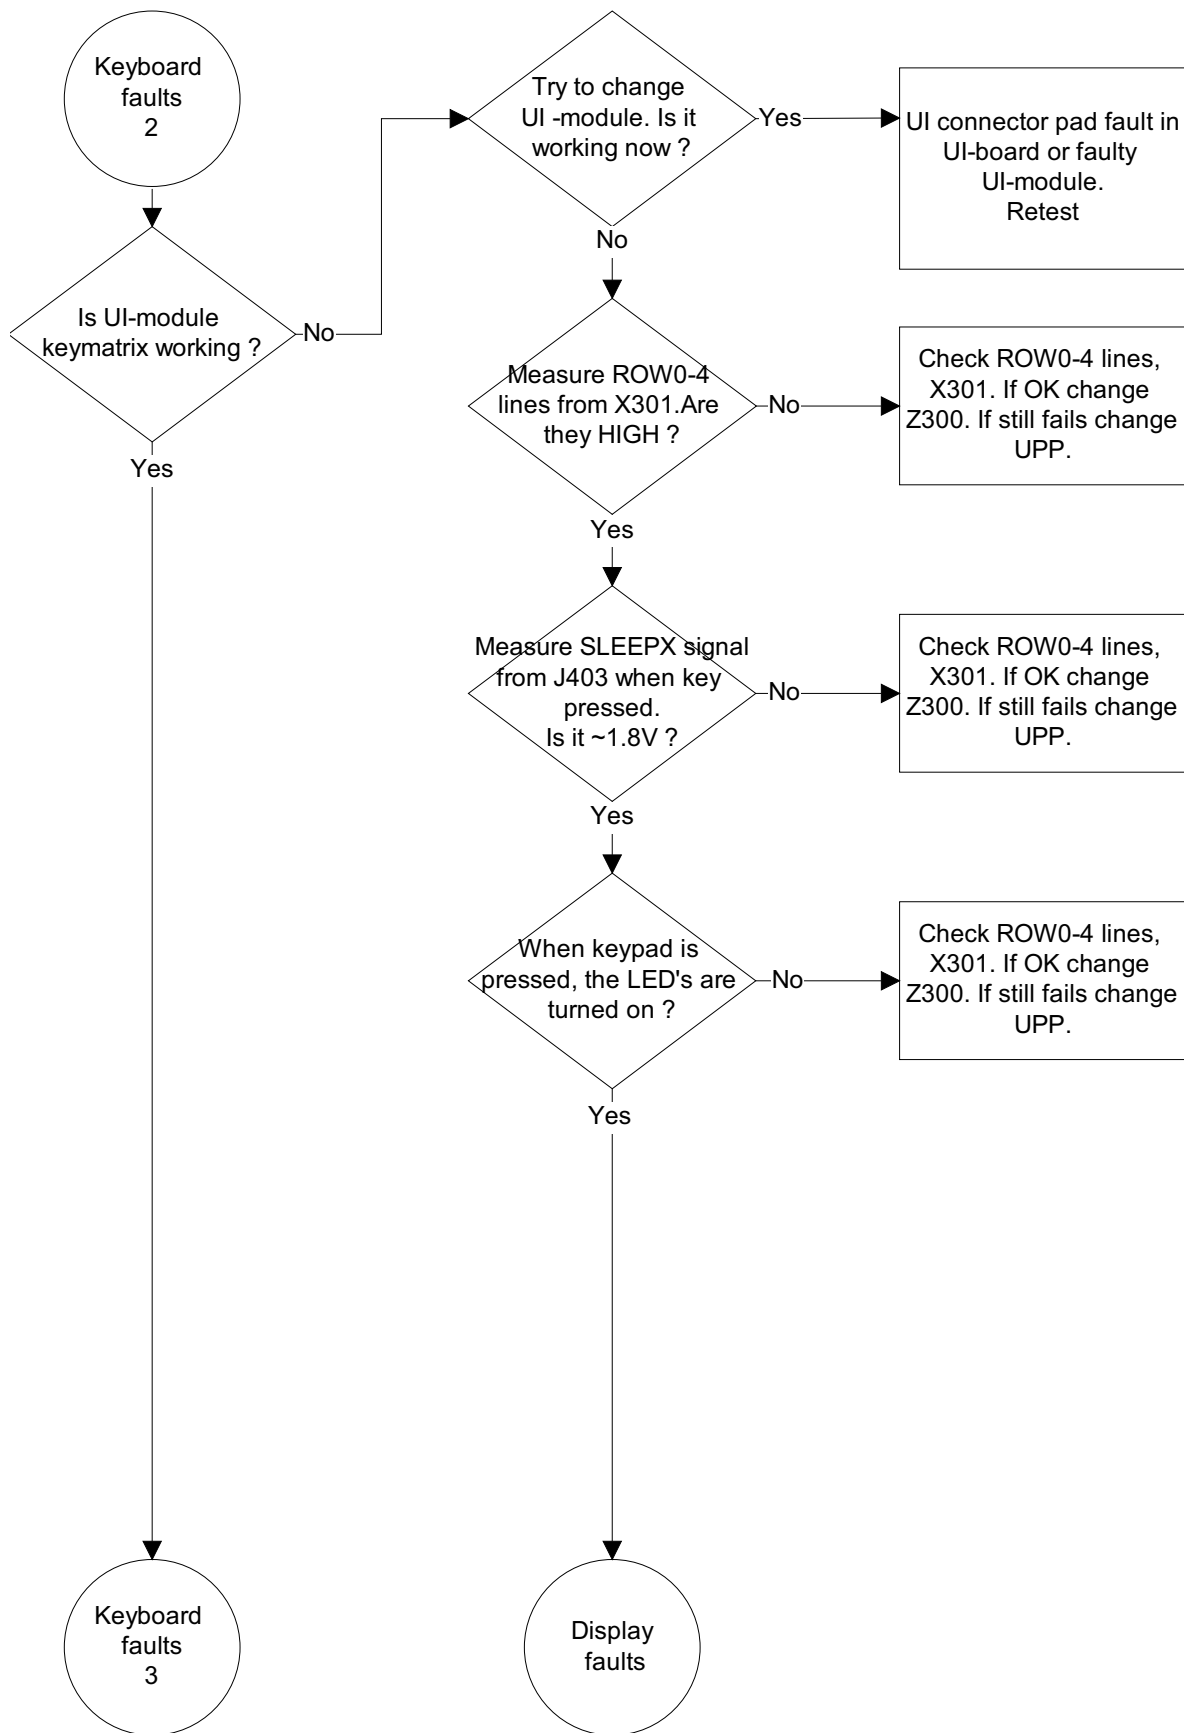 Keyboard
faults
2
Is UI-module
keymatrix working ?
No
Yes
Keyboard
faults
3
Try to change
UI -module. Is it
working now ?
Yes
UI connector pad fault in
UI-board or faulty
UI-module.
Retest
No
Measure ROW0-4
lines from X301.Are
they HIGH ?
No
Check ROW0-4 lines,
X301. If OK change
Z300. If still fails change
UPP.
Yes
Measure SLEEPX signal
from J403 when key
pressed.
Is it ~1.8V ?
No
Check ROW0-4 lines,
X301. If OK change
Z300. If still fails change
UPP.
Yes
When keypad is
pressed, the LED's are
turned on ?
No
Check ROW0-4 lines,
X301. If OK change
Z300. If still fails change
UPP.
Yes
Display
faults